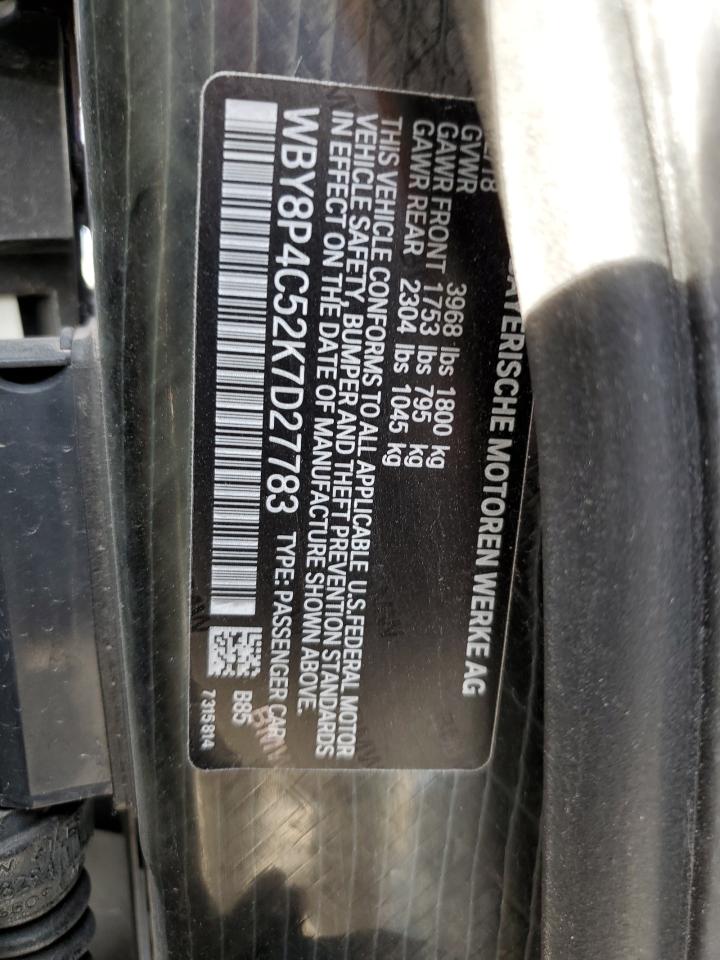 BAYERISCHE MOTOREN WERKE AG
GVWR 3968 lbs 1800 kg
GAWR FRONT 1753 lbs 795 kg
GAWR REAR 2304 lbs 1045 kg
THIS VEHICLE CONFORMS TO ALL APPLICABLE U.S.FEDERAL MOTOR
VEHICLE SAFETY, BUMPER AND THEFT PREVENTION STANDARDS
IN EFFECT ON THE DATE OF MANUFACTURE SHOWN ABOVE.
WBY8P4C52K7D27783 TYPE: PASSENGER CAR
B85
7315814